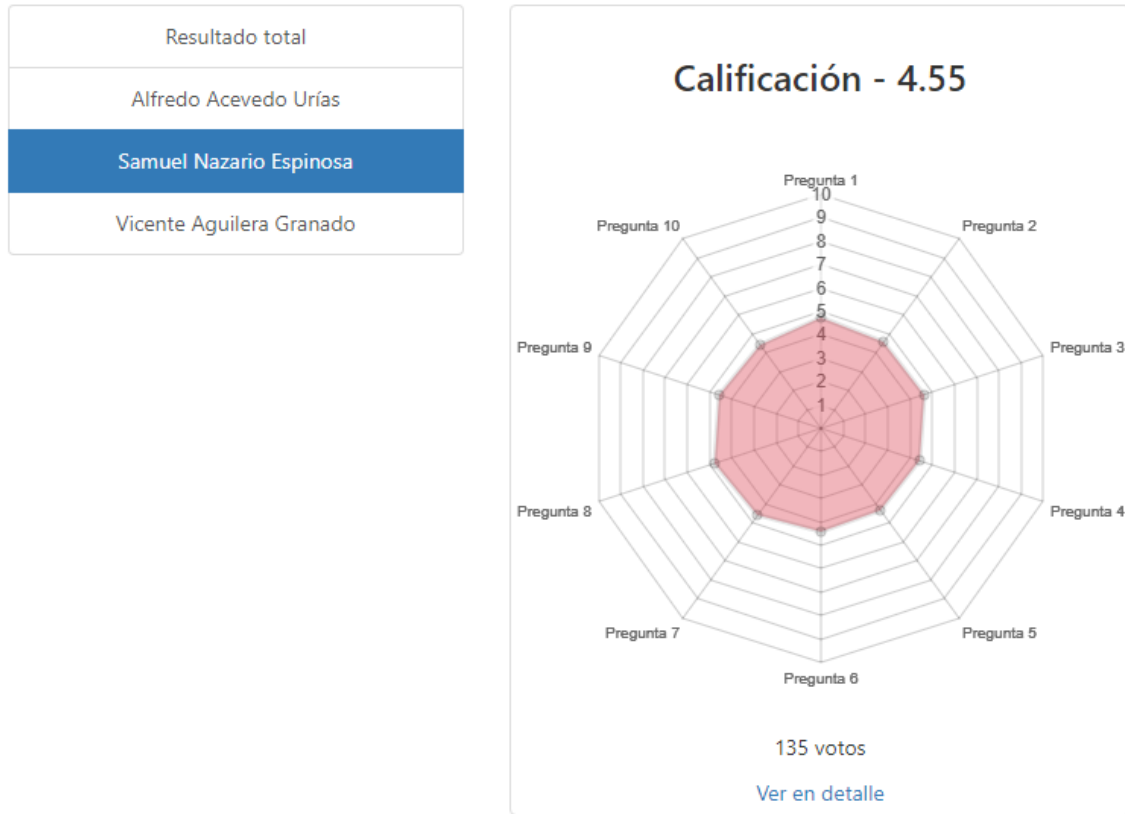 Resultado total
Alfredo Acevedo Urías
Samuel Nazario Espinosa
Vicente Aguilera Granado
Calificación - 4.55
Pregunta 1
10
9
8
7
6
5
4
3
2
1
Pregunta 2
Pregunta 3
Pregunta 4
Pregunta 5
Pregunta 6
Pregunta 7
Pregunta 8
Pregunta 9
Pregunta 10
135 votos
Ver en detalle